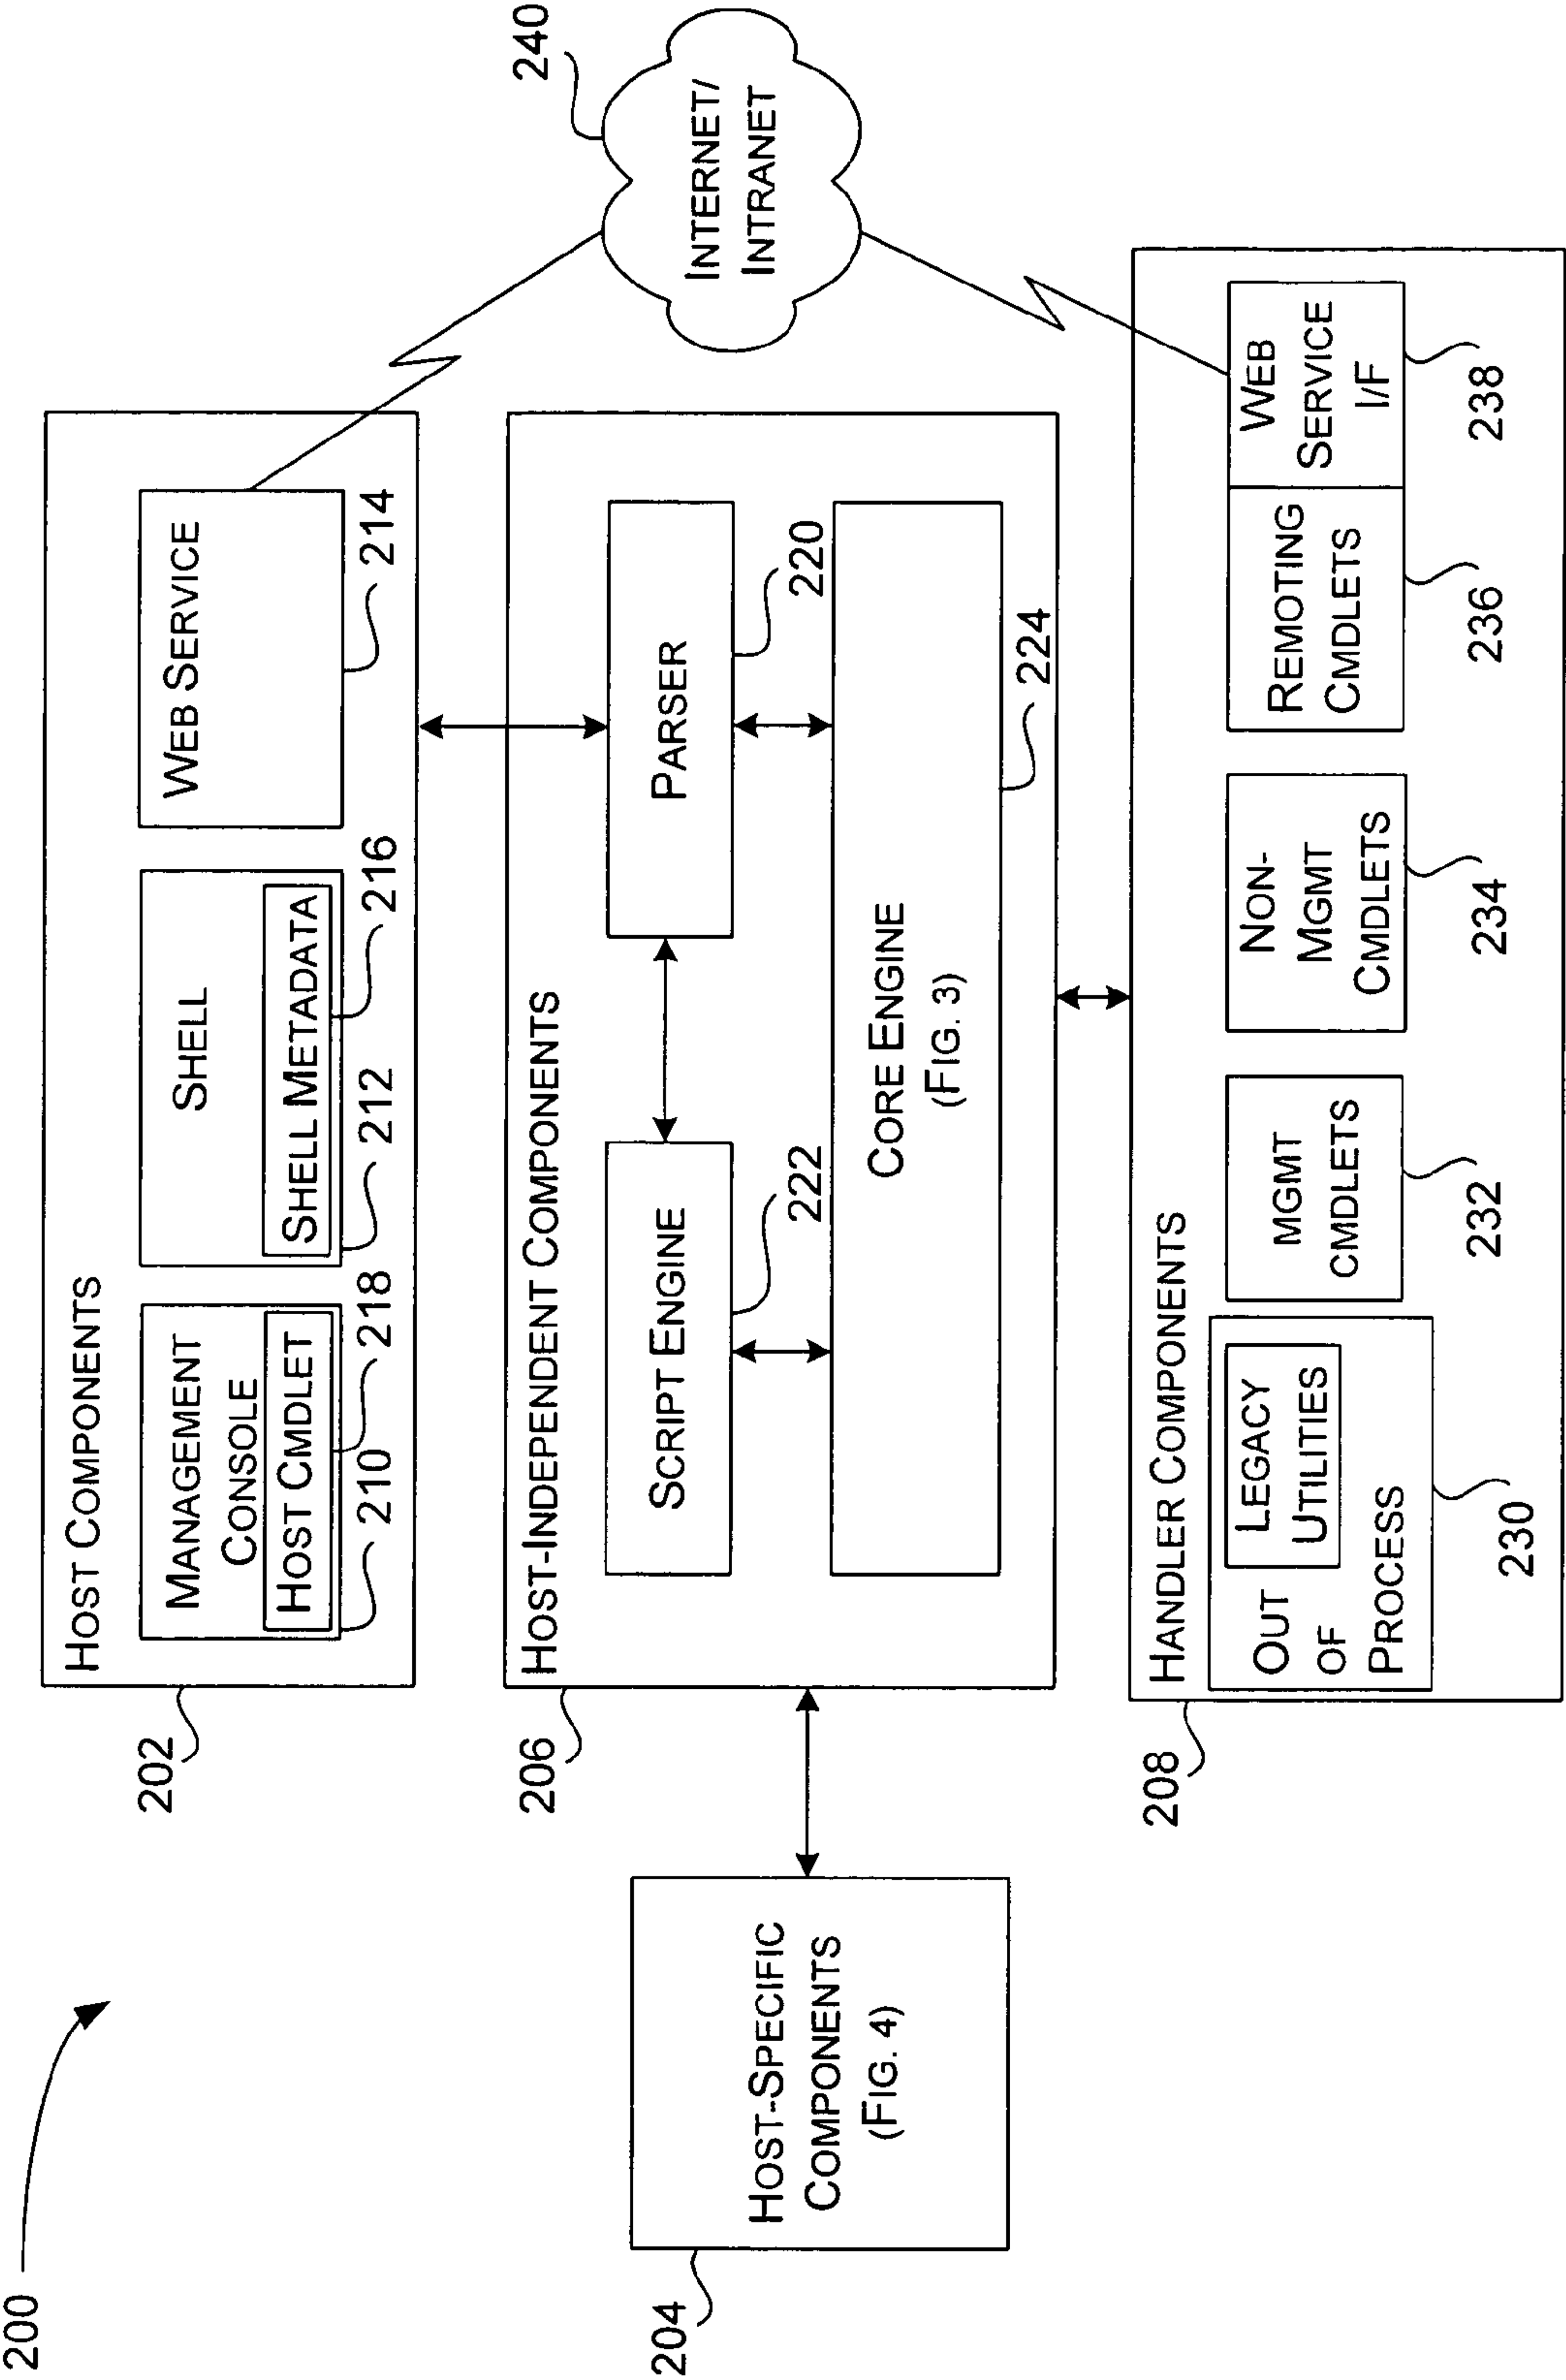 200
HOST COMPONENTS
202
MANAGEMENT
CONSOLE
HOST CMDLET
218
210
SHELL
SHELL METADATA
216
212
WEB SERVICE
214
240
INTERNET/
INTRANET
HOST-INDEPENDENT COMPONENTS
206
SCRIPT ENGINE
222
PARSER
220
CORE ENGINE
(FIG. 3)
224
HOST-SPECIFIC
COMPONENTS
(FIG. 4)
204
HANDLER COMPONENTS
208
OUT
OF
PROCESS
LEGACY
UTILITIES
230
MGMT
CMDLETS
232
NON-
MGMT
CMDLETS
234
REMOTING
CMDLETS
236
WEB
SERVICE
I/F
238